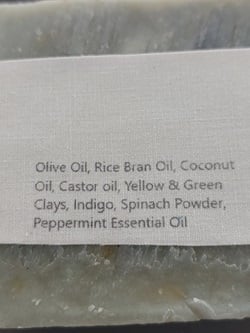 Olive Oil, Rice Bran Oil, Coconut
Oil, Castor oil, Yellow & Green
Clays, Indigo, Spinach Powder,
Peppermint Essential Oil